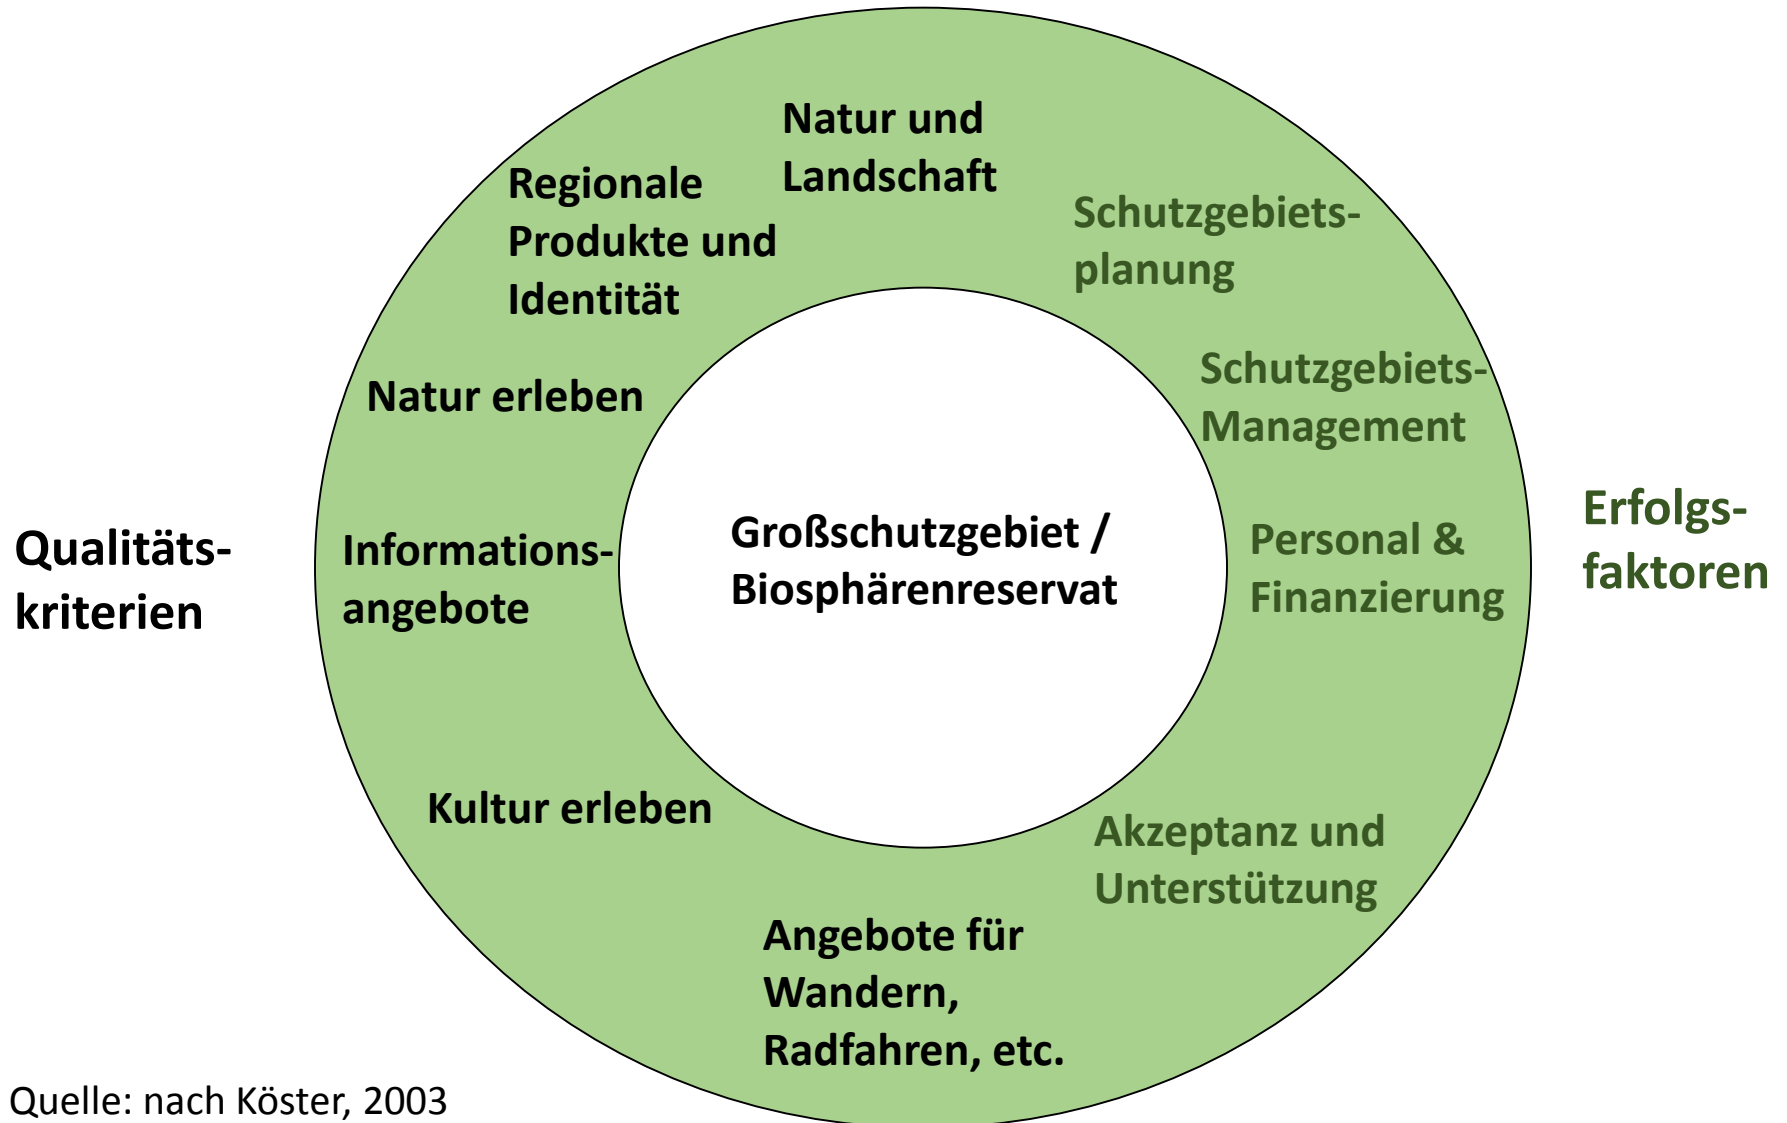 Natur und
Landschaft
Regionale
Produkte und
Identität
Schutzgebiets-
planung
Natur erleben
Schutzgebiets-
Management
Qualitäts-
kriterien
Informations-
angebote
Großschutzgebiet /
Biosphärenreservat
Personal &
Finanzierung
Erfolgs-
faktoren
Kultur erleben
Akzeptanz und
Unterstützung
Angebote für
Wandern,
Radfahren, etc.
Quelle: nach Köster, 2003